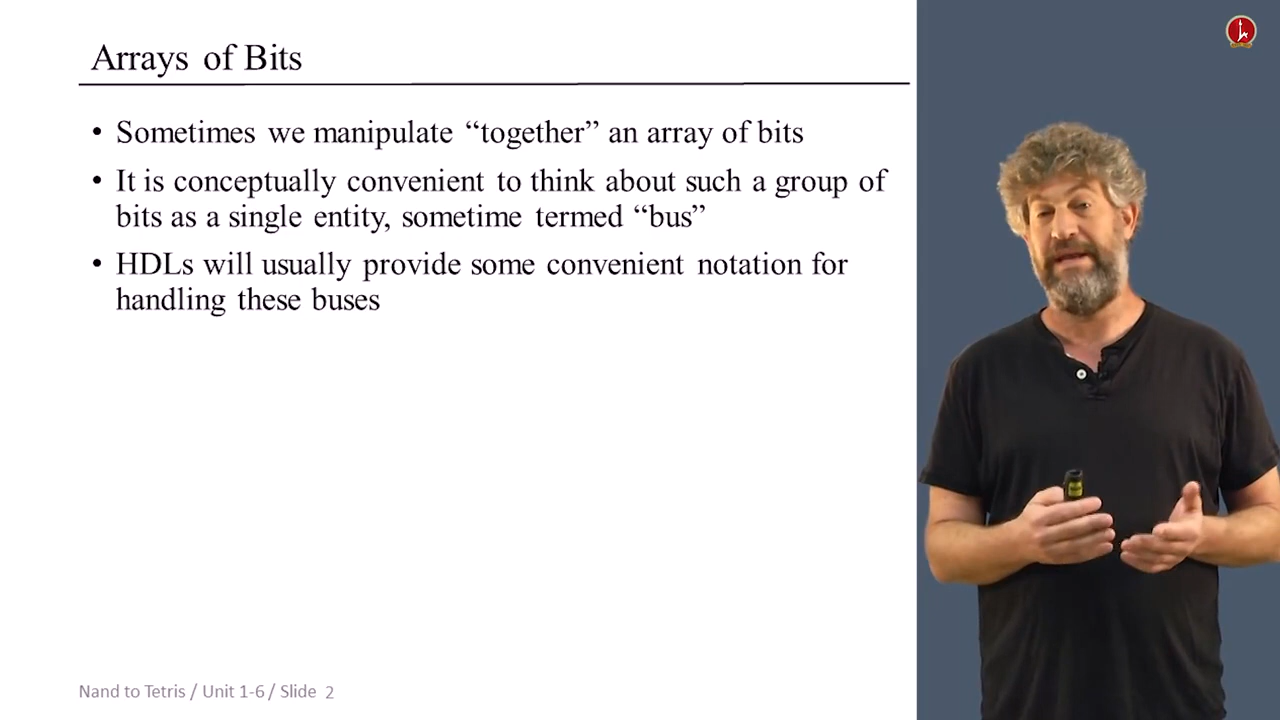 Arrays of Bits
• Sometimes we manipulate “together” an array of bits
• It is conceptually convenient to think about such a group of
bits as a single entity, sometime termed “bus”
• HDLs will usually provide some convenient notation for
handling these buses
Nand to Tetris / Unit 1-6 / Slide 2